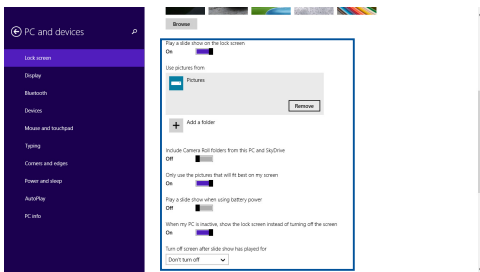 PC and devices
Lock screen
Display
Bluetooth
Devices
Mouse and touchpad
Typing
Corners and edges
Power and sleep
AutoPlay
PC info
Browse
Play a slide show on the lock screen
On
Use pictures from
Pictures
Remove
Add a folder
Include Camera Roll folders from this PC and SkyDrive
Off
Only use the pictures that will fit best on my screen
On
Play a slide show when using battery power
Off
When my PC is inactive, show the lock screen instead of turning off the screen
On
Turn off screen after slide show has played for
Don't turn off